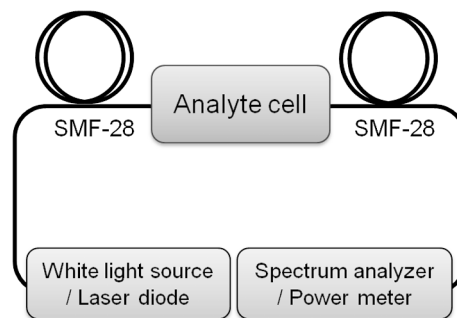 Analyte cell
SMF-28
SMF-28
White light source
/ Laser diode
Spectrum analyzer
/ Power meter